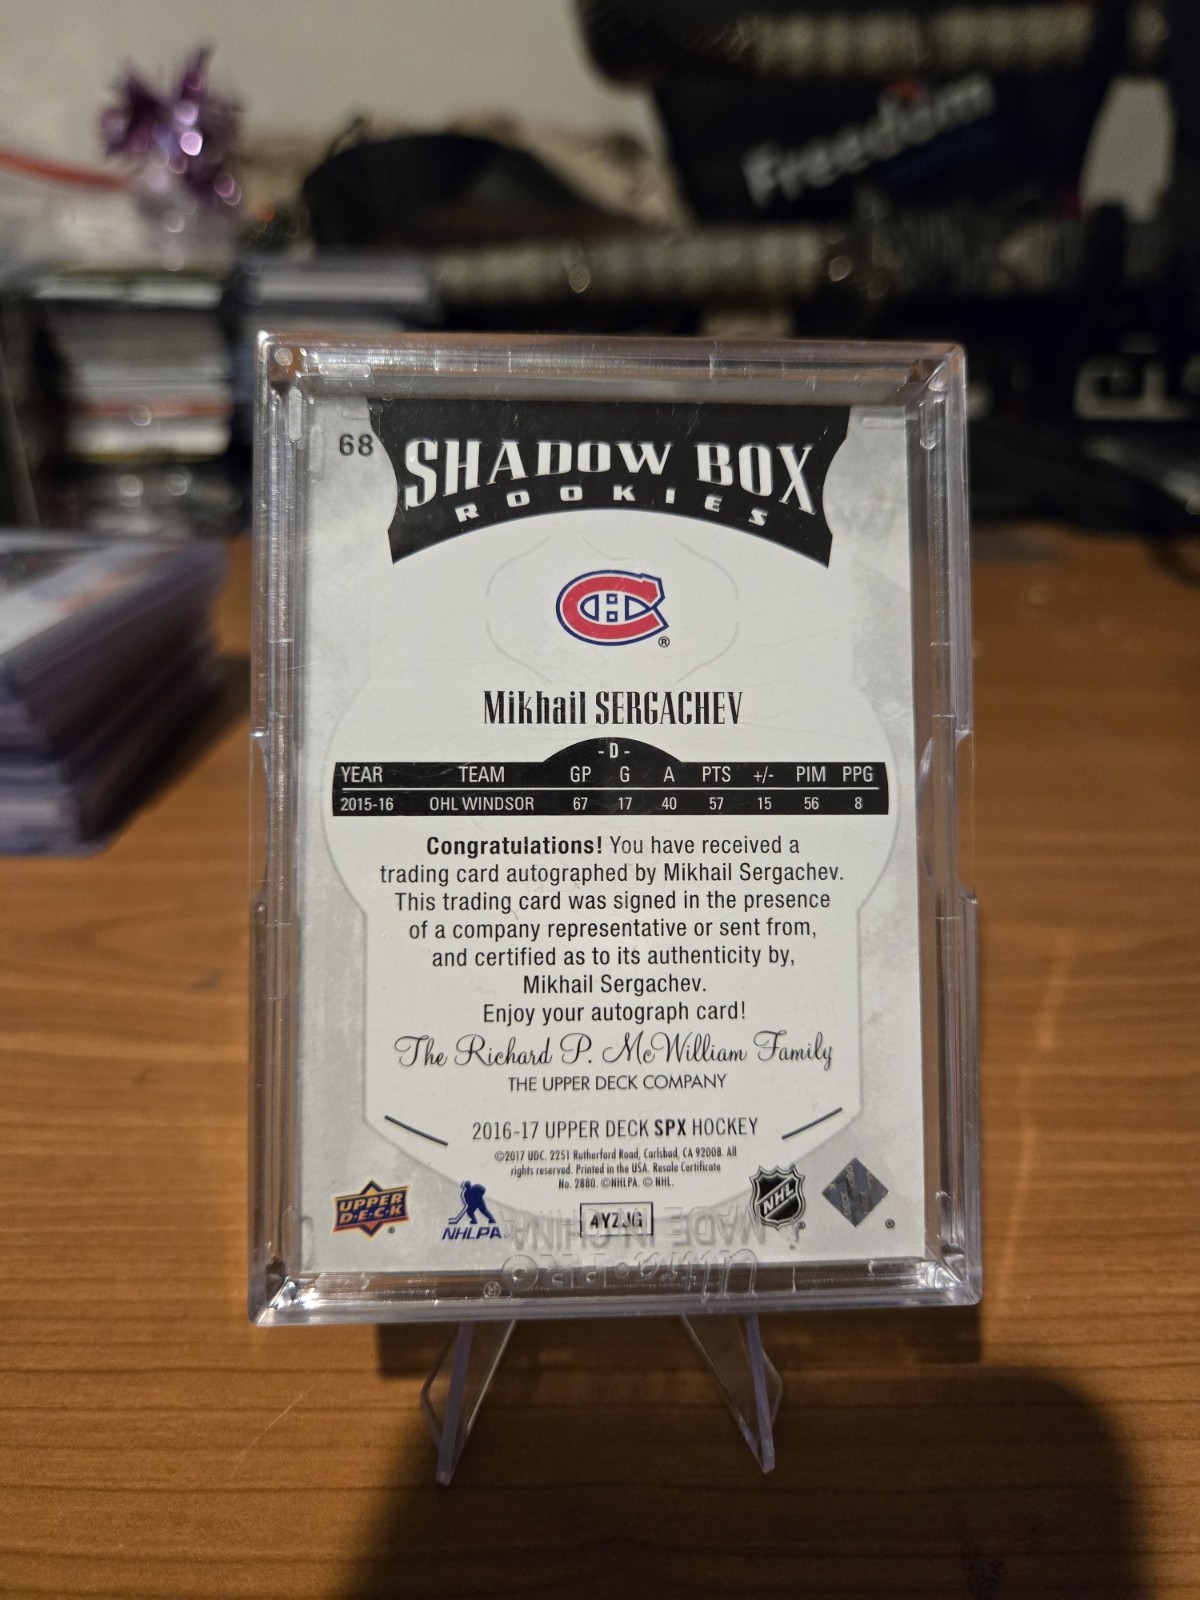 Freedom
68
SHADOW BOX
ROOKIES
®
Mikhail SERGACHEV
- D -
YEAR TEAM GP G A PTS +/- PIM PPG
2015-16 OHL WINDSOR 67 17 40 57 15 56 8
Congratulations! You have received a
trading card autographed by Mikhail Sergachev.
This trading card was signed in the presence
of a company representative or sent from,
and certified as to its authenticity by,
Mikhail Sergachev.
Enjoy your autograph card!
The Richard P. McWilliam Family
THE UPPER DECK COMPANY
2016-17 UPPER DECK SPX HOCKEY
©2017 UDC. 2251 Rutherford Road, Carlsbad, CA 92008. All
rights reserved. Printed in the USA. Resale Certificate
No. 2880. ©NHLPA. © NHL.
UPPER
D·E·C·K ®
NHLPA
NHL ®
®
MADE IN CHINA
Ultra·PRO